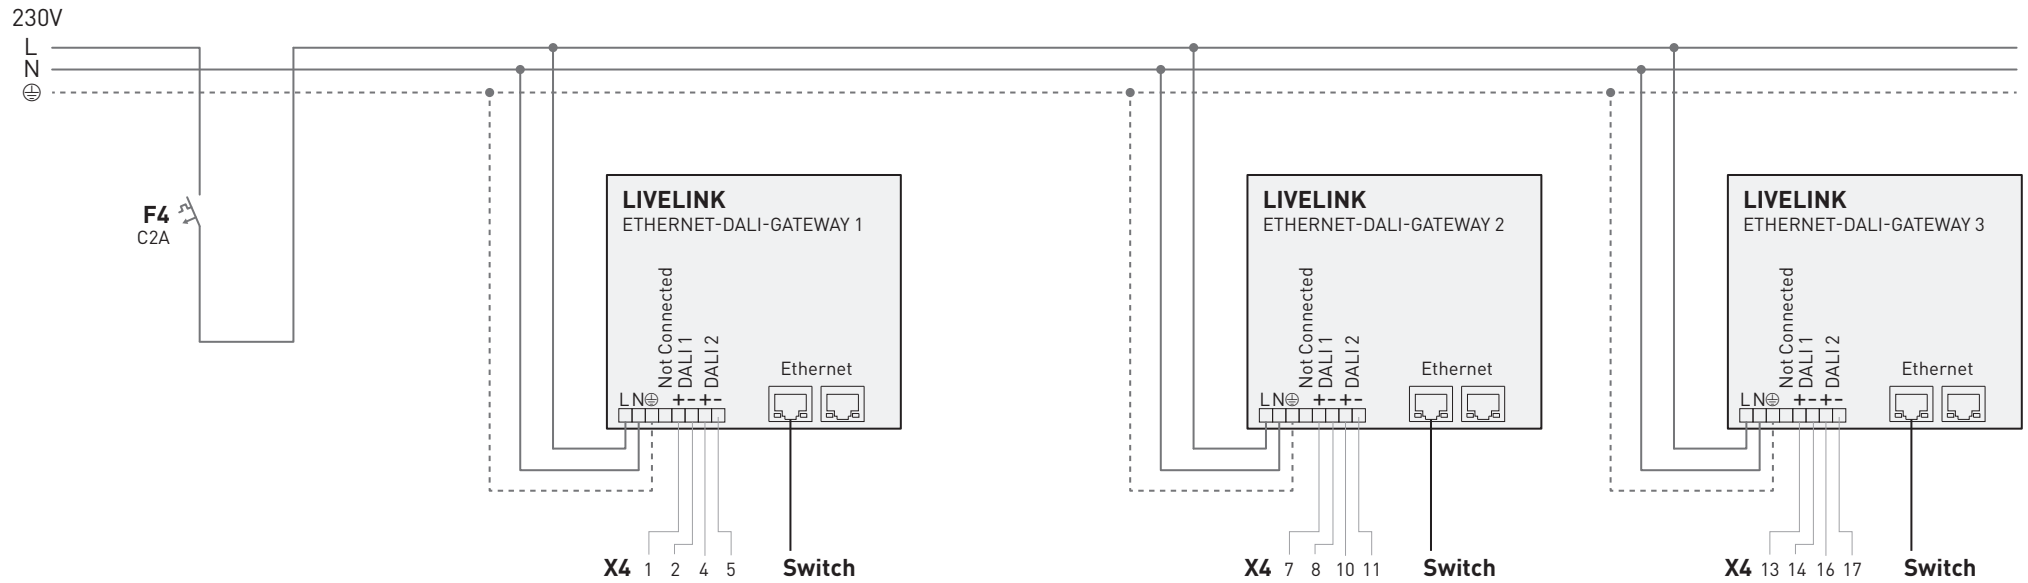 230V
L
N
F4
C2A
LIVELINK
ETHERNET-DALI-GATEWAY 1
Not Connected
DALI 1
DALI 2
Ethernet
L N + - + -
X4 1 2 4 5 Switch
LIVELINK
ETHERNET-DALI-GATEWAY 2
Not Connected
DALI 1
DALI 2
Ethernet
L N + - + -
X4 7 8 10 11 Switch
LIVELINK
ETHERNET-DALI-GATEWAY 3
Not Connected
DALI 1
DALI 2
Ethernet
L N + - + -
X4 13 14 16 17 Switch